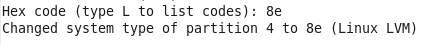 Hex code (type L to list codes): 8e
Changed system type of partition 4 to 8e (Linux LVM)